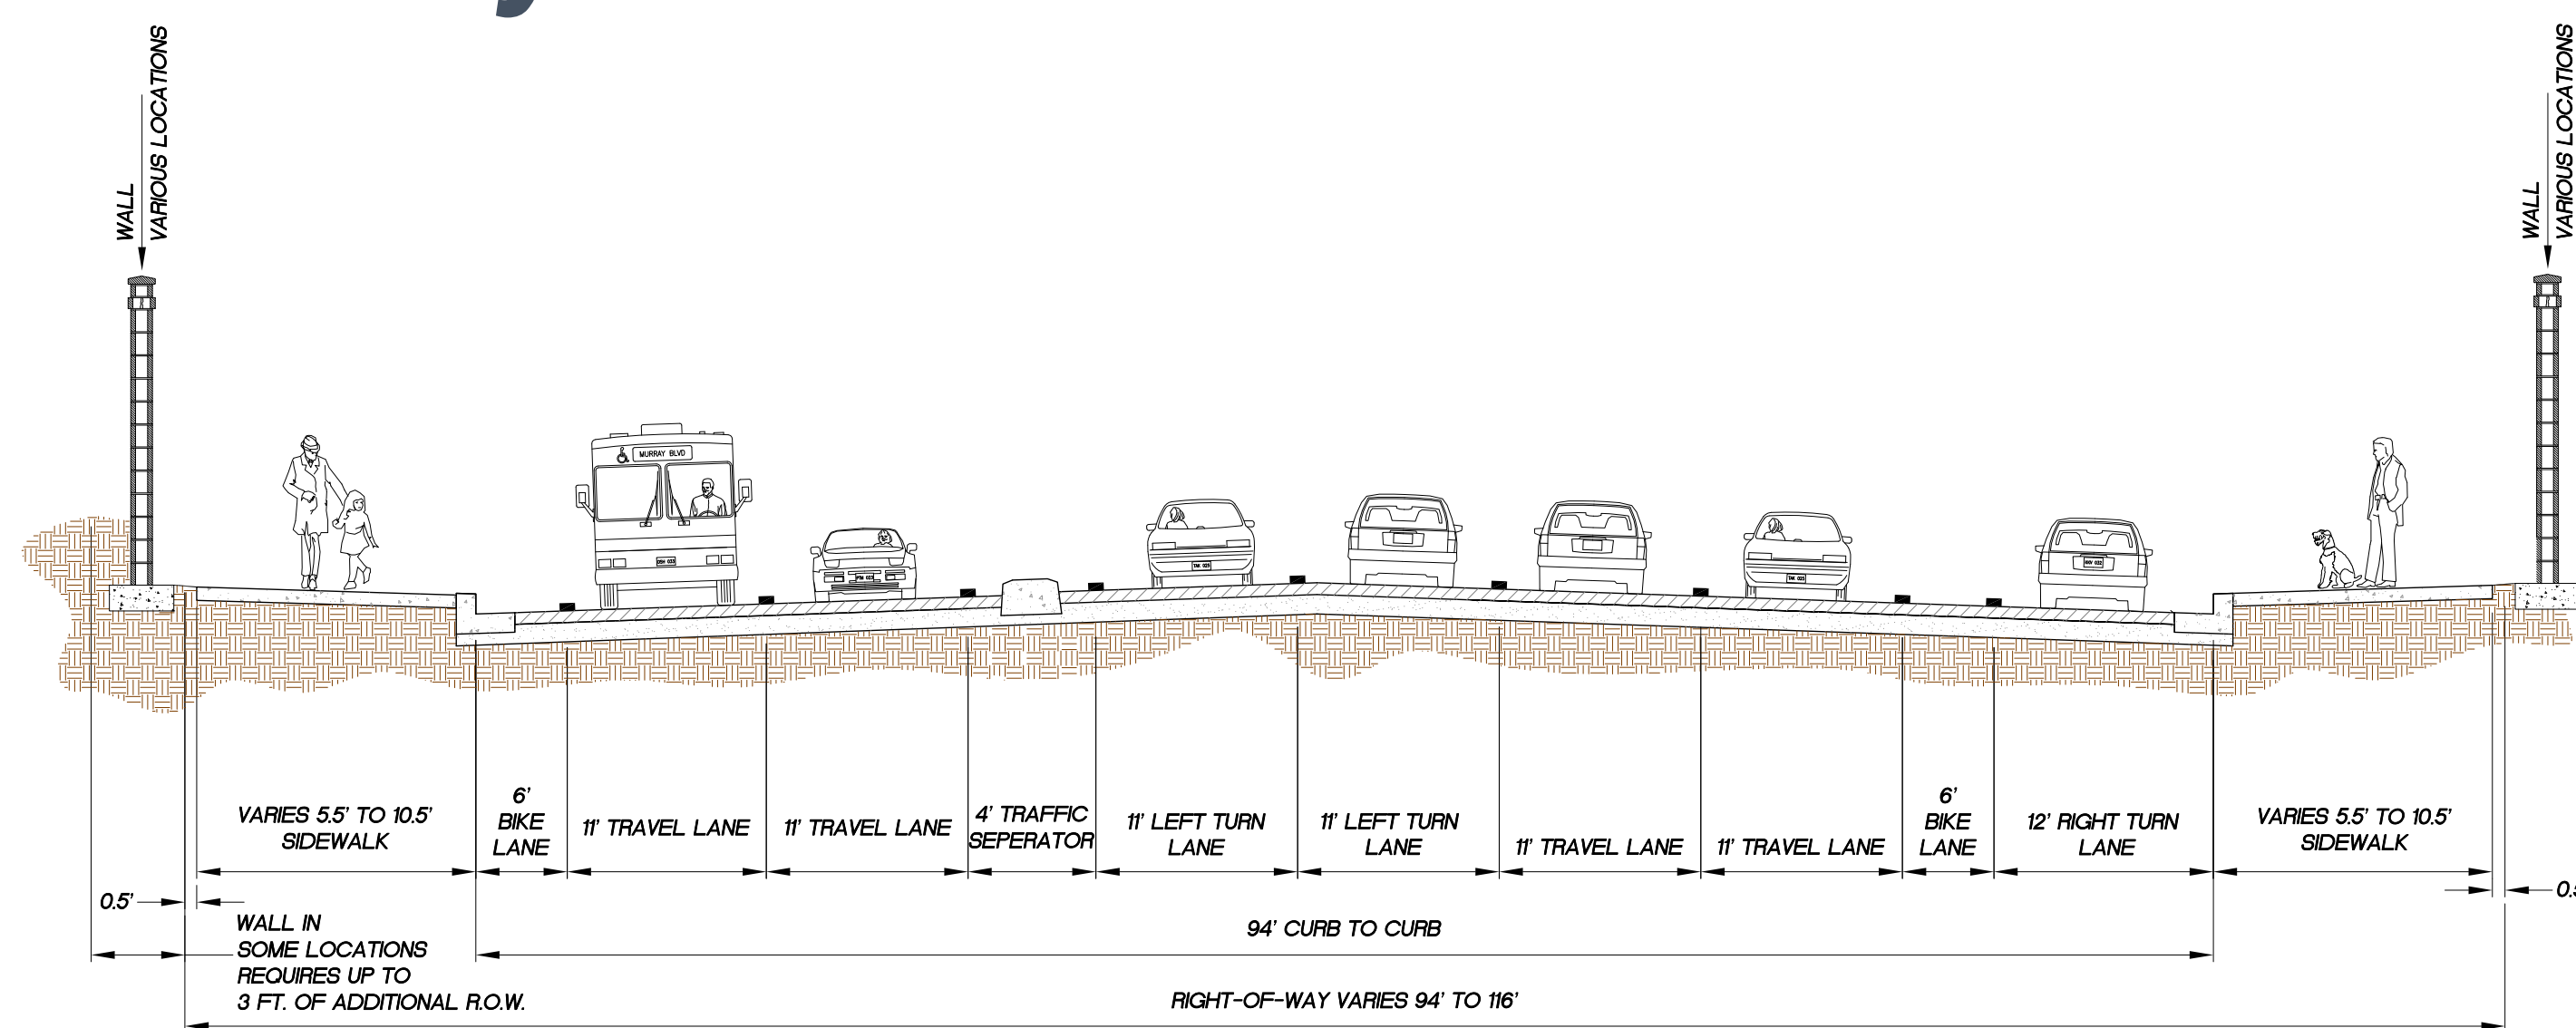 WALL
VARIOUS LOCATIONS
WALL
VARIOUS LOCATIONS
MURRAY BLVD
VARIES 5.5' TO 10.5'
SIDEWALK
6'
BIKE
LANE
11' TRAVEL LANE
11' TRAVEL LANE
4' TRAFFIC
SEPERATOR
11' LEFT TURN
LANE
11' LEFT TURN
LANE
11' TRAVEL LANE
11' TRAVEL LANE
6'
BIKE
LANE
12' RIGHT TURN
LANE
VARIES 5.5' TO 10.5'
SIDEWALK
0.5'
WALL IN
SOME LOCATIONS
REQUIRES UP TO
3 FT. OF ADDITIONAL R.O.W.
94' CURB TO CURB
RIGHT-OF-WAY VARIES 94' TO 116'